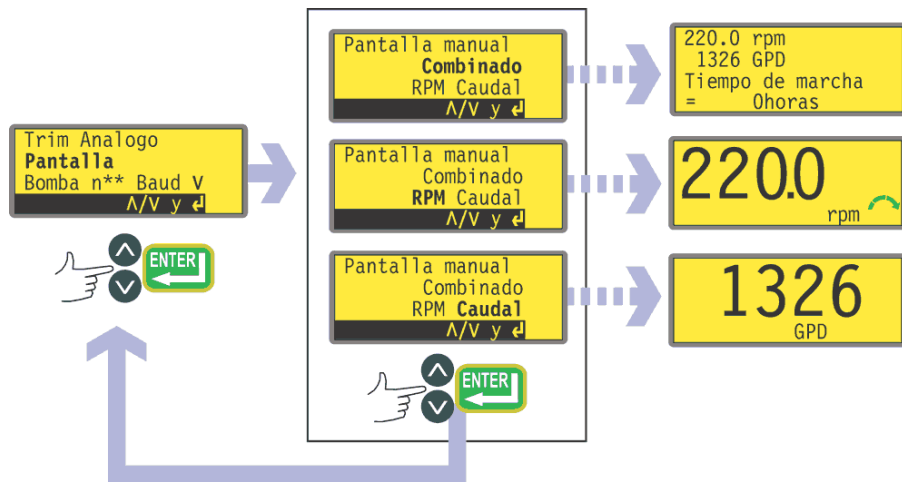 Trim Analogo
Pantalla
Bomba n** Baud V
Λ/V y ↲
ENTER
Pantalla manual
Combinado
RPM Caudal
Λ/V y ↲
Pantalla manual
Combinado
RPM Caudal
Λ/V y ↲
Pantalla manual
Combinado
RPM Caudal
Λ/V y ↲
ENTER
220.0 rpm
1326 GPD
Tiempo de marcha
= 0horas
220.0
rpm
1326
GPD